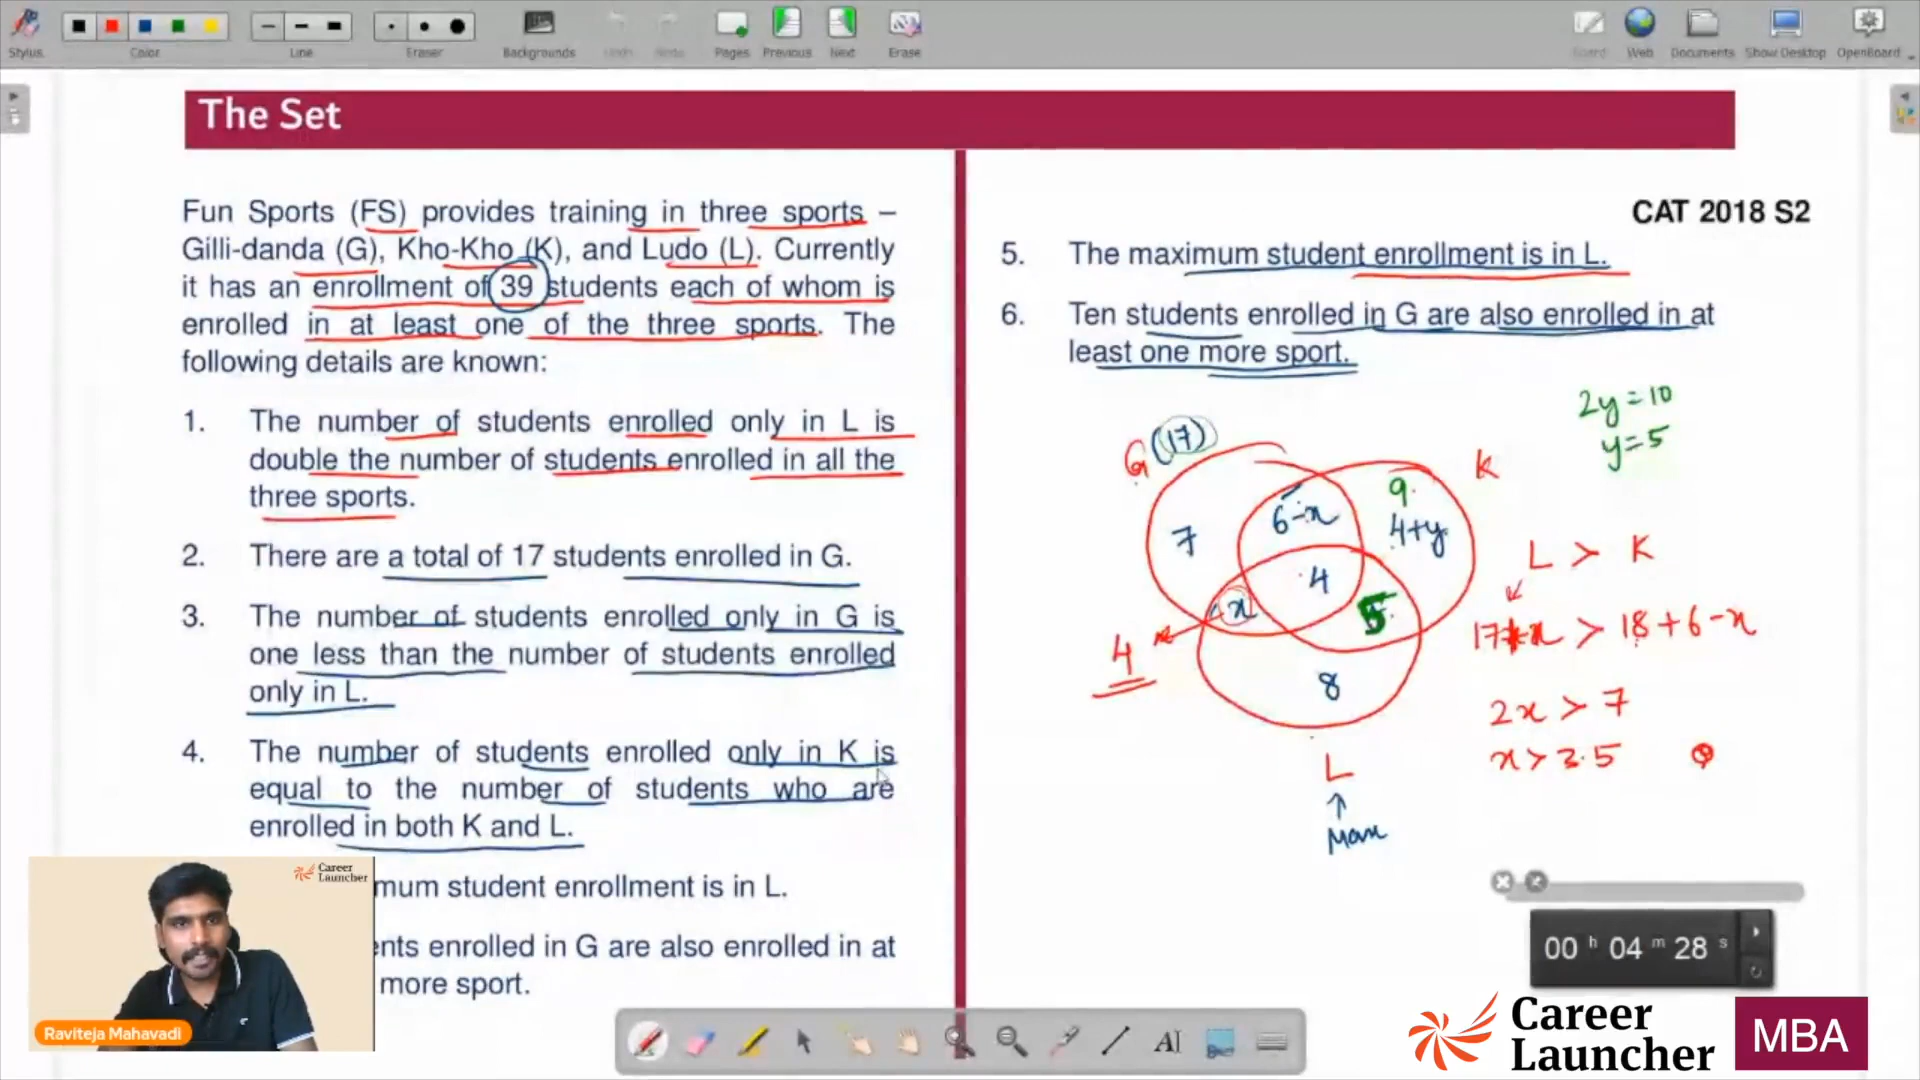 Stylus
Color
Line
Eraser
Backgrounds
Undo
Redo
Pages
Previous
Next
Erase
Board
Web
Documents
Show Desktop
OpenBoard
The Set
Fun Sports (FS) provides training in three sports –
Gilli-danda (G), Kho-Kho (K), and Ludo (L). Currently
it has an enrollment of 39 students each of whom is
enrolled in at least one of the three sports. The
following details are known:
1. The number of students enrolled only in L is
double the number of students enrolled in all the
three sports.
2. There are a total of 17 students enrolled in G.
3. The number of students enrolled only in G is
one less than the number of students enrolled
only in L.
4. The number of students enrolled only in K is
equal to the number of students who are
enrolled in both K and L.
mum student enrollment is in L.
ents enrolled in G are also enrolled in at
more sport.
CAT 2018 S2
5. The maximum student enrollment is in L.
6. Ten students enrolled in G are also enrolled in at
least one more sport.
2y=10
y=5
G (17)
K
9
7
6-x
4+y
4
x
5
8
4
L
↑
Max
L > K
17+x > 18+6-x
2x > 7
x > 3.5
00 h 04 m 28 s
Career
Launcher
Raviteja Mahavadi
AI
Career
Launcher
MBA